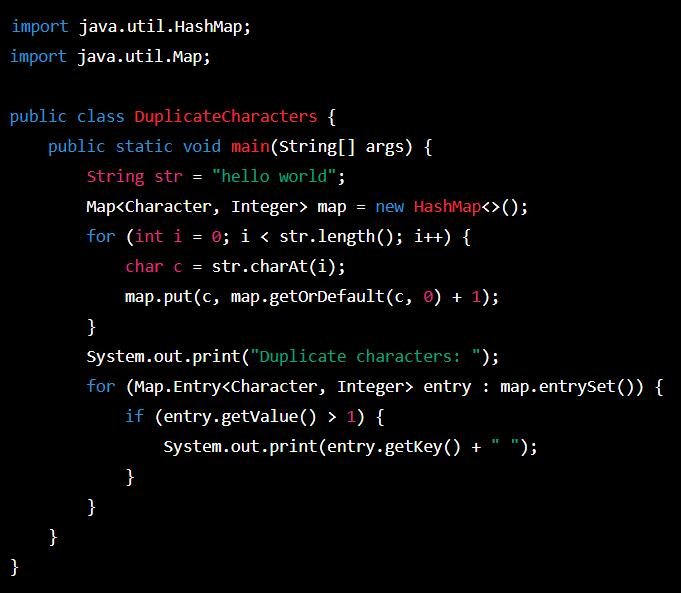 import java.util.HashMap;
import java.util.Map;

public class DuplicateCharacters {
    public static void main(String[] args) {
        String str = "hello world";
        Map<Character, Integer> map = new HashMap<>();
        for (int i = 0; i < str.length(); i++) {
            char c = str.charAt(i);
            map.put(c, map.getOrDefault(c, 0) + 1);
        }
        System.out.print("Duplicate characters: ");
        for (Map.Entry<Character, Integer> entry : map.entrySet()) {
            if (entry.getValue() > 1) {
                System.out.print(entry.getKey() + " ");
            }
        }
    }
}